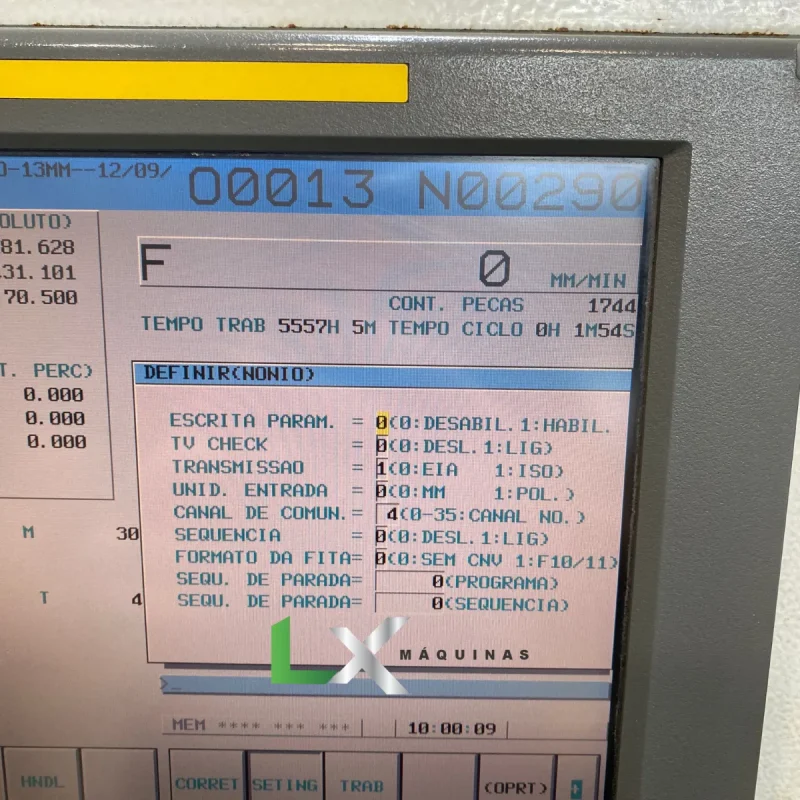 O-13MM--12/09/ O0013 N00290
OLUTO)
81.628
31.101
70.500
F 0 MM/MIN
CONT. PECAS 1744
TEMPO TRAB 5557H 5M TEMPO CICLO 0H 1M54S
T. PERC)
0.000
0.000
0.000
DEFINIR(NONIO)
ESCRITA PARAM. = 0(0:DESABIL.1:HABIL.
TV CHECK = 0(0:DESL.1:LIG)
TRANSMISSAO = 1(0:EIA 1:ISO)
UNID. ENTRADA = 0(0:MM 1:POL.)
CANAL DE COMUN.= 4(0-35:CANAL NO.)
SEQUENCIA = 0(0:DESL.1:LIG)
FORMATO DA FITA= 0(0:SEM CNV 1:F10/11)
SEQU. DE PARADA= 0(PROGRAMA)
SEQU. DE PARADA= 0(SEQUENCIA)
M 30
T 4
LX MÁQUINAS
>_
MEM **** *** *** 10:00:09
HNDL CORRET SETING TRAB (OPRT) +